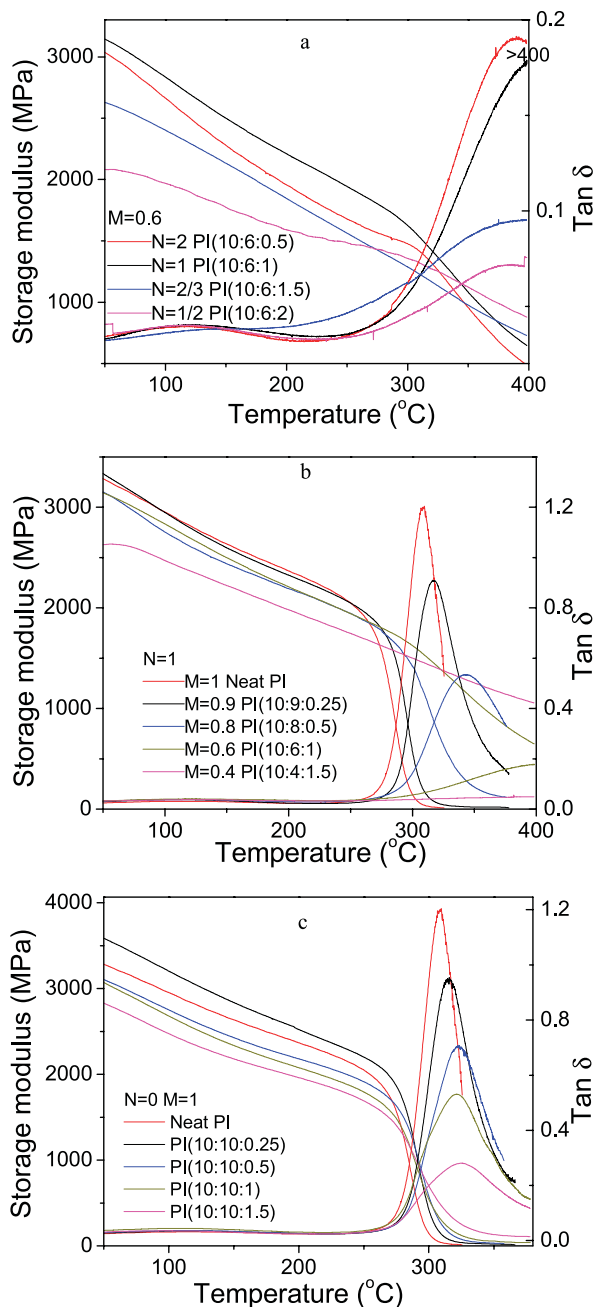 a
Storage modulus (MPa)
3000
2000
1000
0.2
0.1
Tan δ
>400
M=0.6
N=2 PI(10:6:0.5)
N=1 PI(10:6:1)
N=2/3 PI(10:6:1.5)
N=1/2 PI(10:6:2)
100 200 300 400
Temperature (°C)
b
Storage modulus (MPa)
3000
2000
1000
0
1.2
0.8
0.4
0.0
Tan δ
N=1
M=1 Neat PI
M=0.9 PI(10:9:0.25)
M=0.8 PI(10:8:0.5)
M=0.6 PI(10:6:1)
M=0.4 PI(10:4:1.5)
100 200 300 400
Temperature (°C)
c
Storage modulus (MPa)
4000
3000
2000
1000
0
1.2
0.8
0.4
0.0
Tan δ
N=0 M=1
Neat PI
PI(10:10:0.25)
PI(10:10:0.5)
PI(10:10:1)
PI(10:10:1.5)
100 200 300
Temperature (°C)